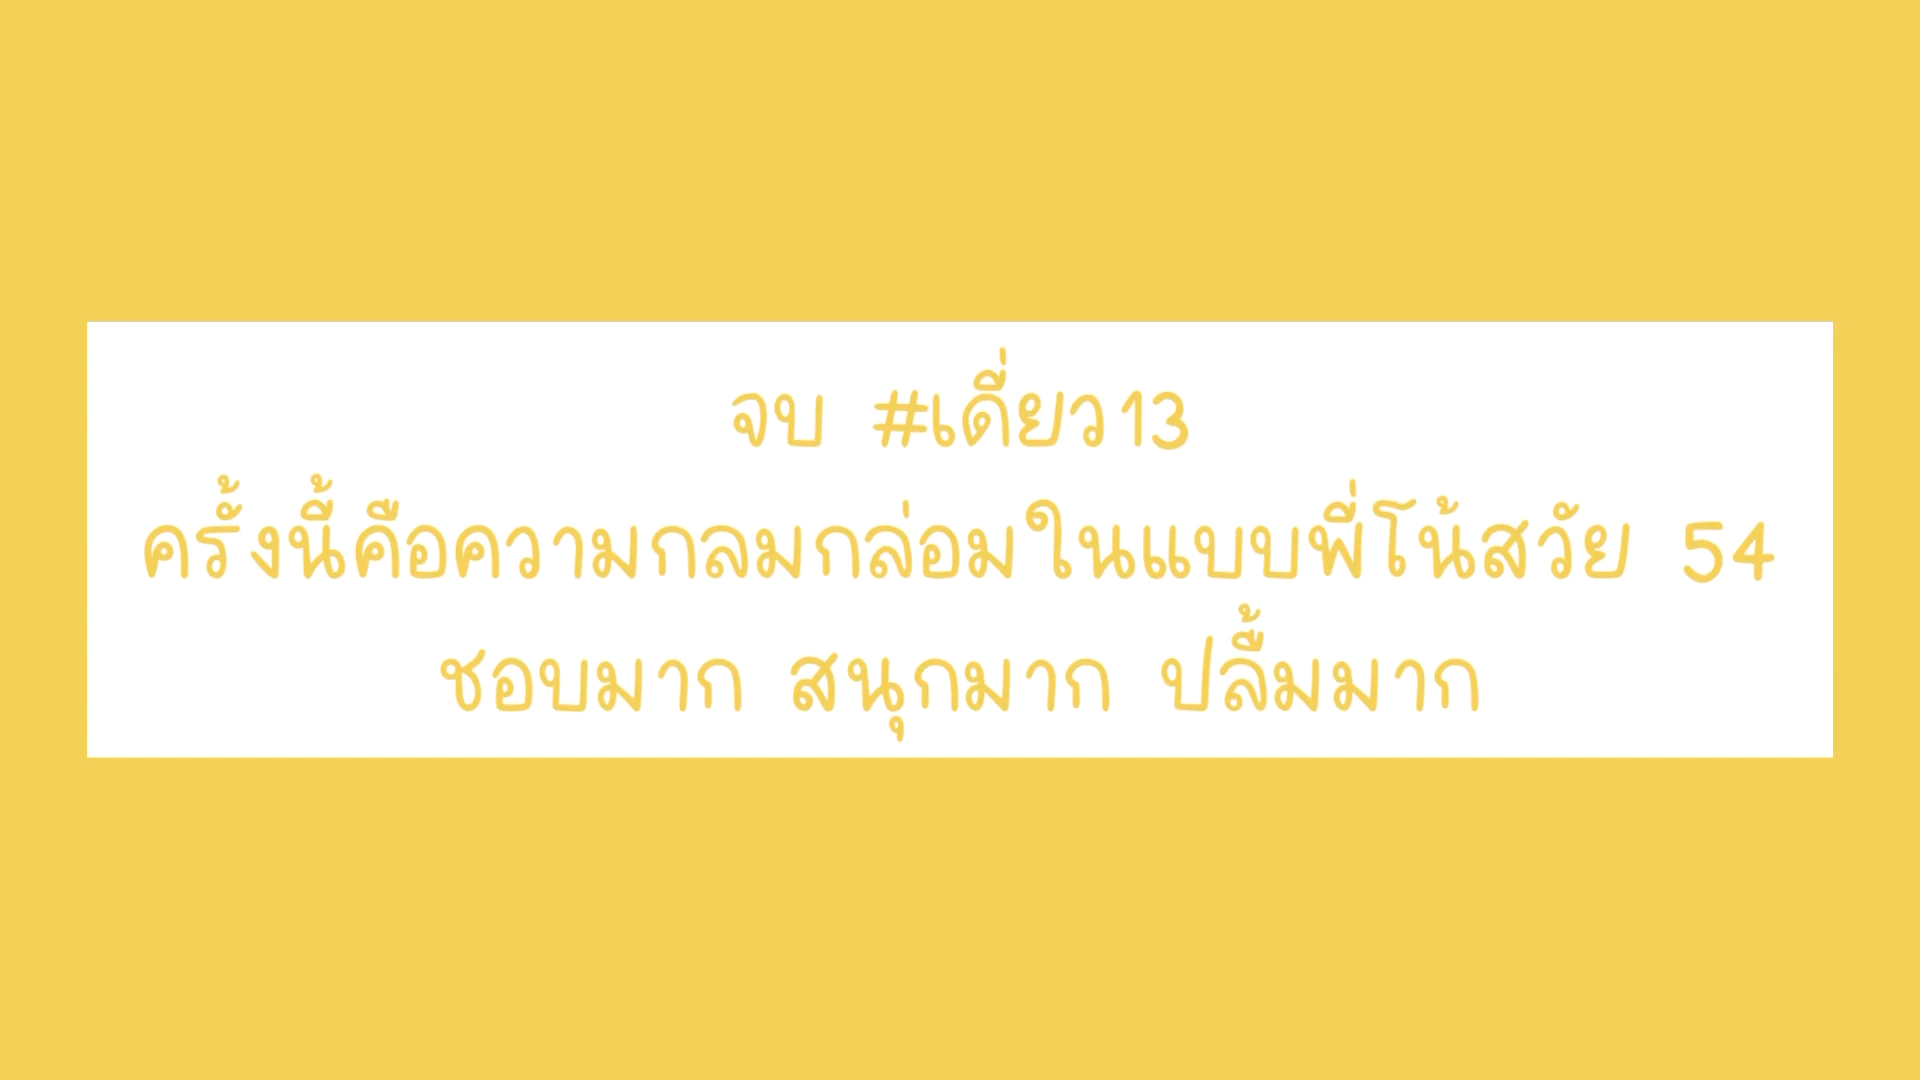 จบ #เดี่ยว13
ครั้งนี้คือความกลมกล่อมในแบบพี่โน้สวัย 54
ชอบมาก สนุกมาก ปลื้มมาก